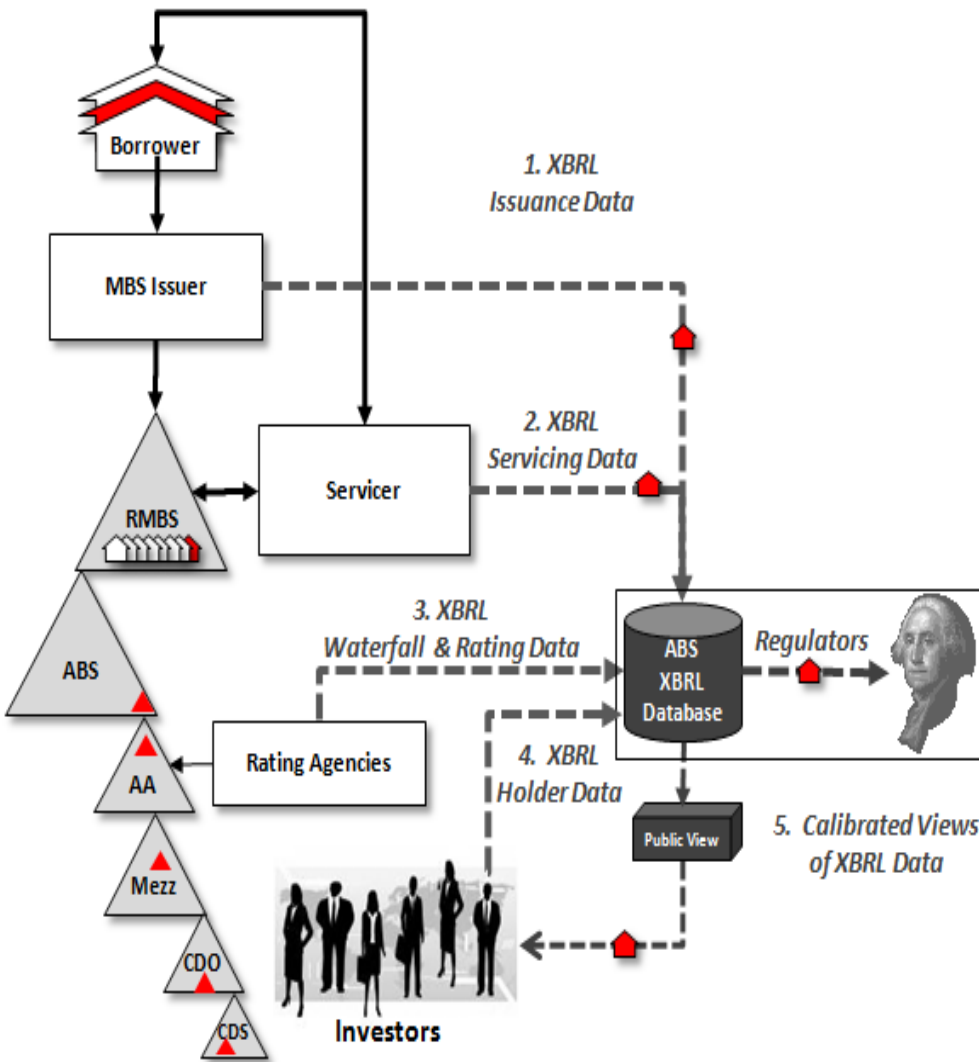 Borrower
1. XBRL
Issuance Data
MBS Issuer
2. XBRL
Servicing Data
Servicer
RMBS
3. XBRL
Waterfall & Rating Data
ABS
XBRL
Database
Regulators
ABS
Rating Agencies
AA
4. XBRL
Holder Data
Public View
5. Calibrated Views
of XBRL Data
Mezz
CDO
CDS
Investors